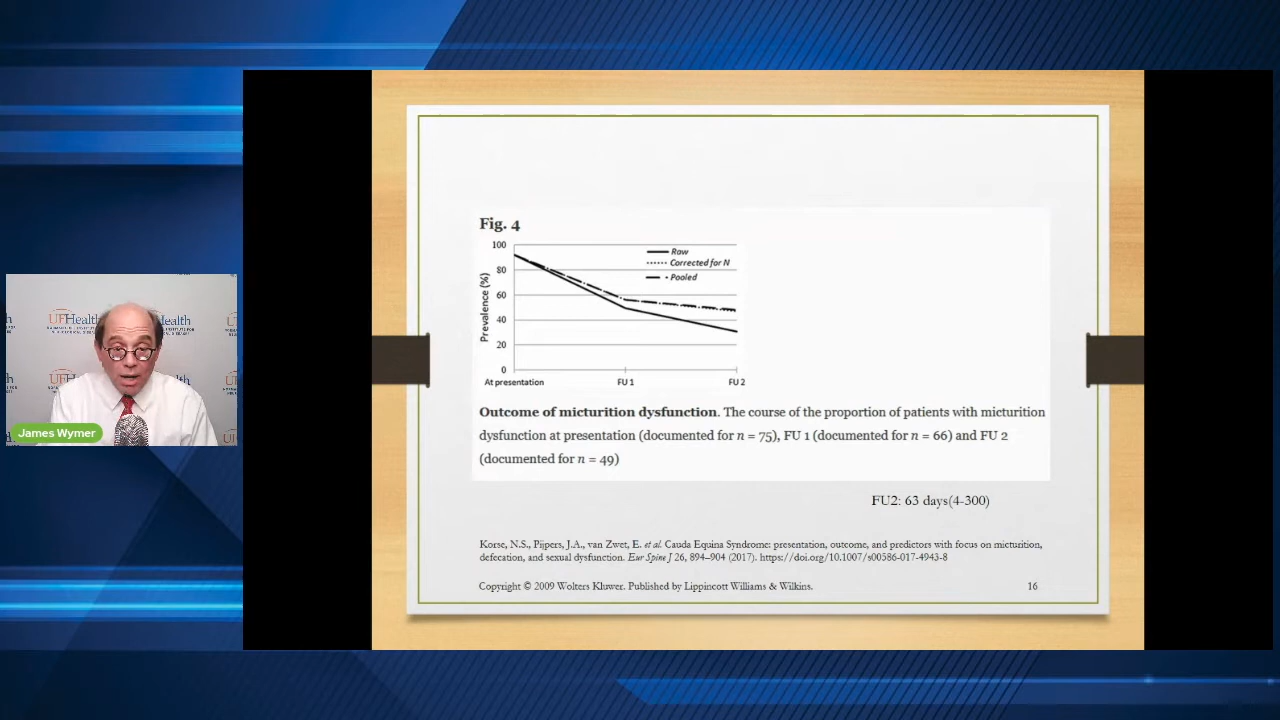 Fig. 4
100
80
60
40
20
0
Prevalence (%)
Raw
Corrected for N
Pooled
At presentation
FU 1
FU 2
Outcome of micturition dysfunction. The course of the proportion of patients with micturition
dysfunction at presentation (documented for n = 75), FU 1 (documented for n = 66) and FU 2
(documented for n = 49)
FU2: 63 days(4-300)
Korse, N.S., Pijpers, J.A., van Zwet, E. et al. Cauda Equina Syndrome: presentation, outcome, and predictors with focus on micturition,
defecation, and sexual dysfunction. Eur Spine J 26, 894–904 (2017). https://doi.org/10.1007/s00586-017-4943-8
Copyright © 2009 Wolters Kluwer. Published by Lippincott Williams & Wilkins.
16
UFHealth
Health
James Wymer